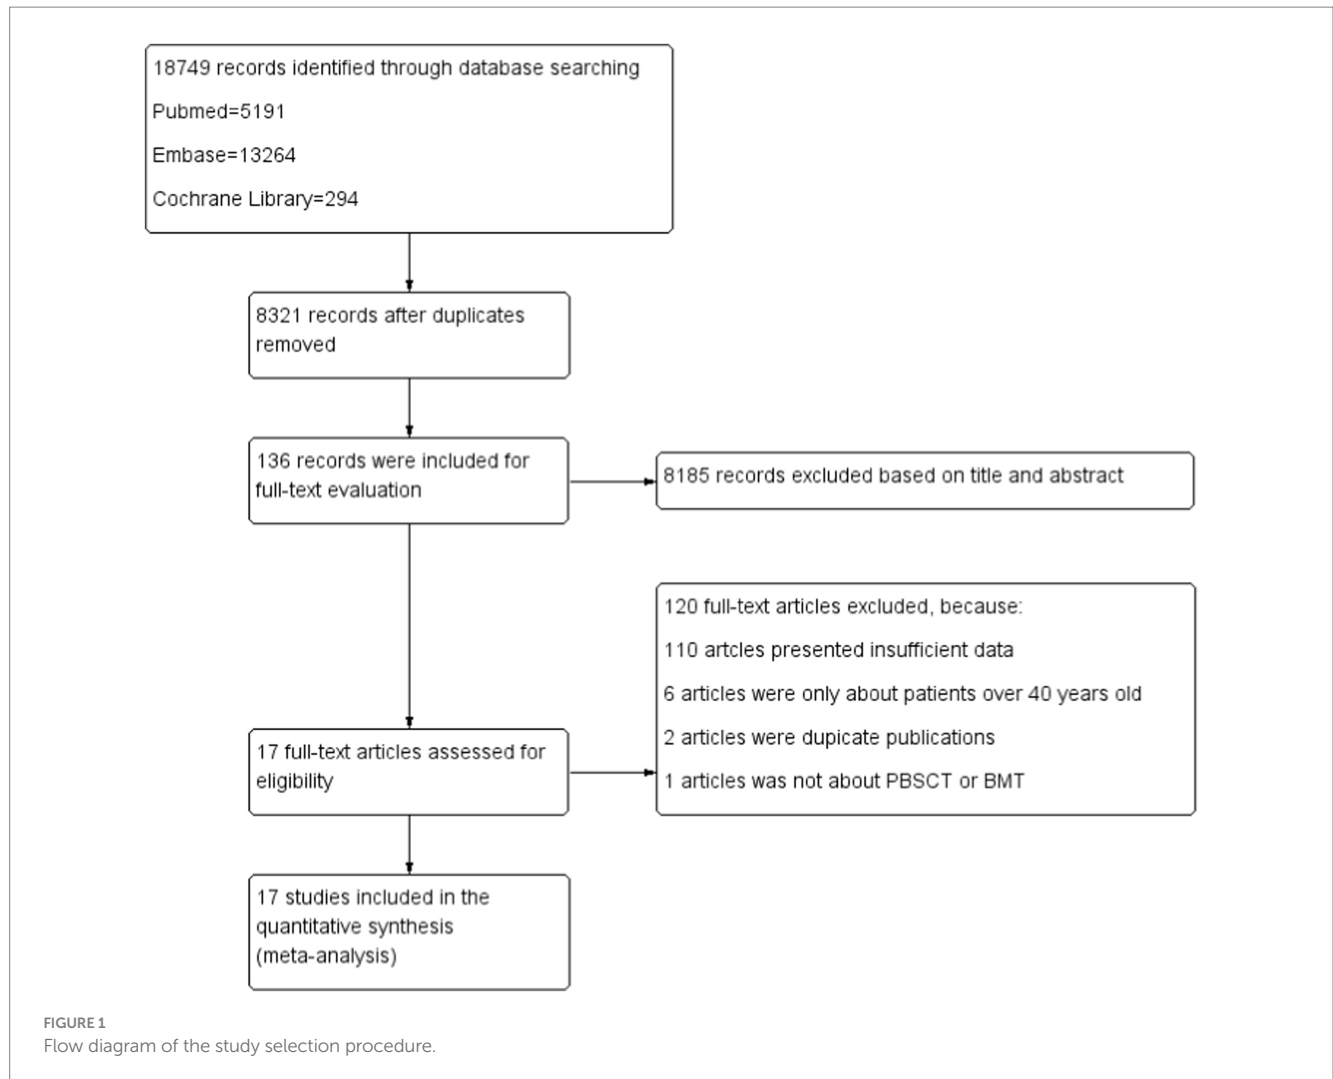 18749 records identified through database searching
Pubmed=5191
Embase=13264
Cochrane Library=294
8321 records after duplicates
removed
136 records were included for
full-text evaluation
8185 records excluded based on title and abstract
120 full-text articles excluded, because:
110 artcles presented insufficient data
6 articles were only about patients over 40 years old
2 articles were dupicate publications
1 articles was not about PBSCT or BMT
17 full-text articles assessed for
eligibility
17 studies included in the
quantitative synthesis
(meta-analysis)
FIGURE 1
Flow diagram of the study selection procedure.